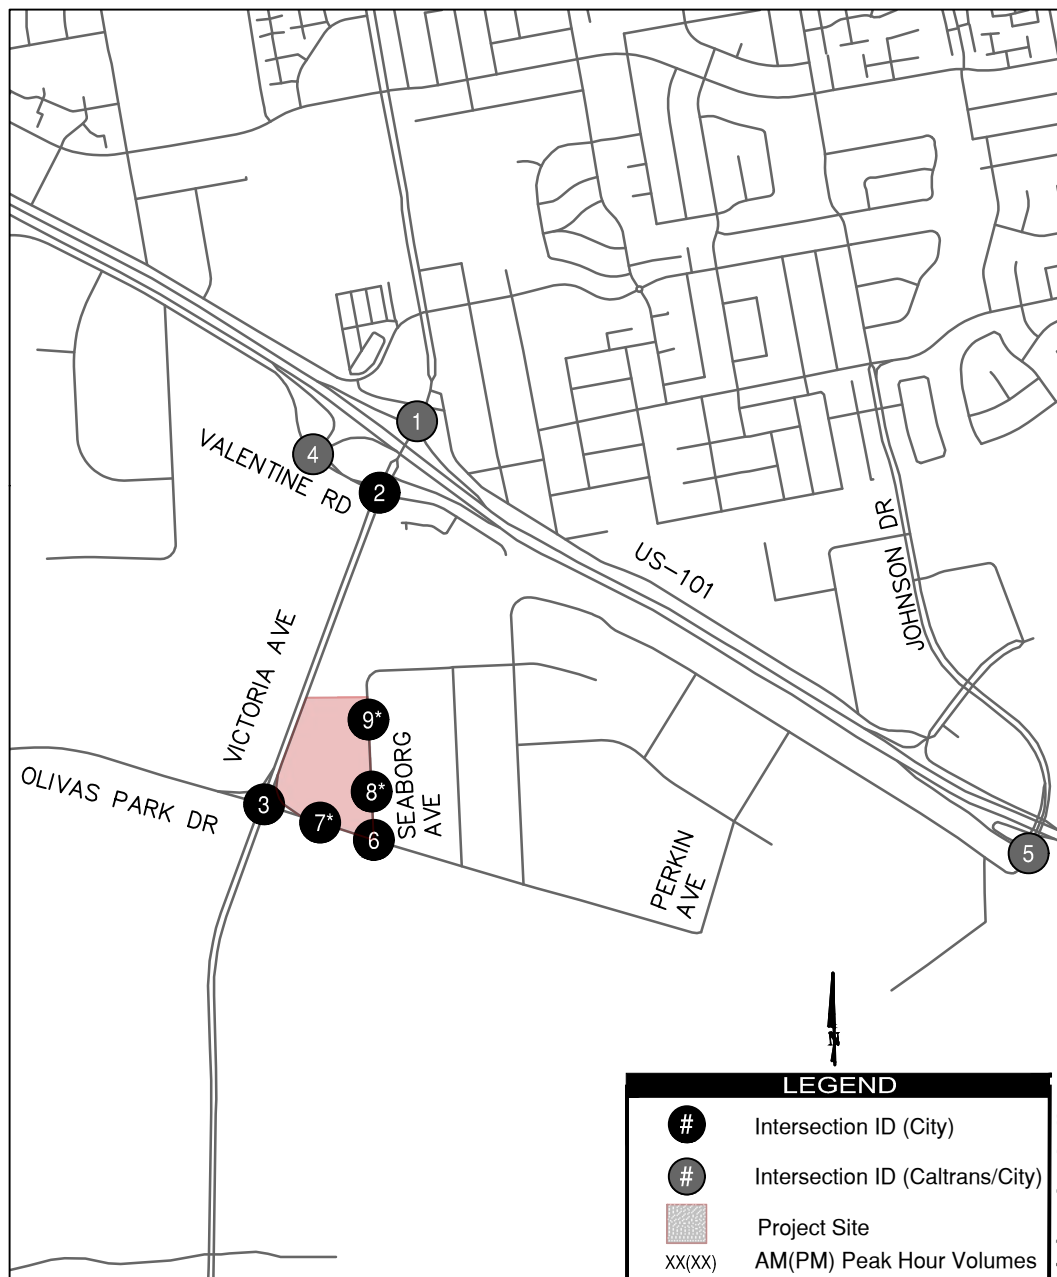 1
4
VALENTINE RD
2
US-101
JOHNSON DR
VICTORIA AVE
9*
SEABORG
AVE
8*
OLIVAS PARK DR
3
7*
6
PERKIN
AVE
5
N
LEGEND
# Intersection ID (City)
# Intersection ID (Caltrans/City)
Project Site
XX(XX) AM(PM) Peak Hour Volumes